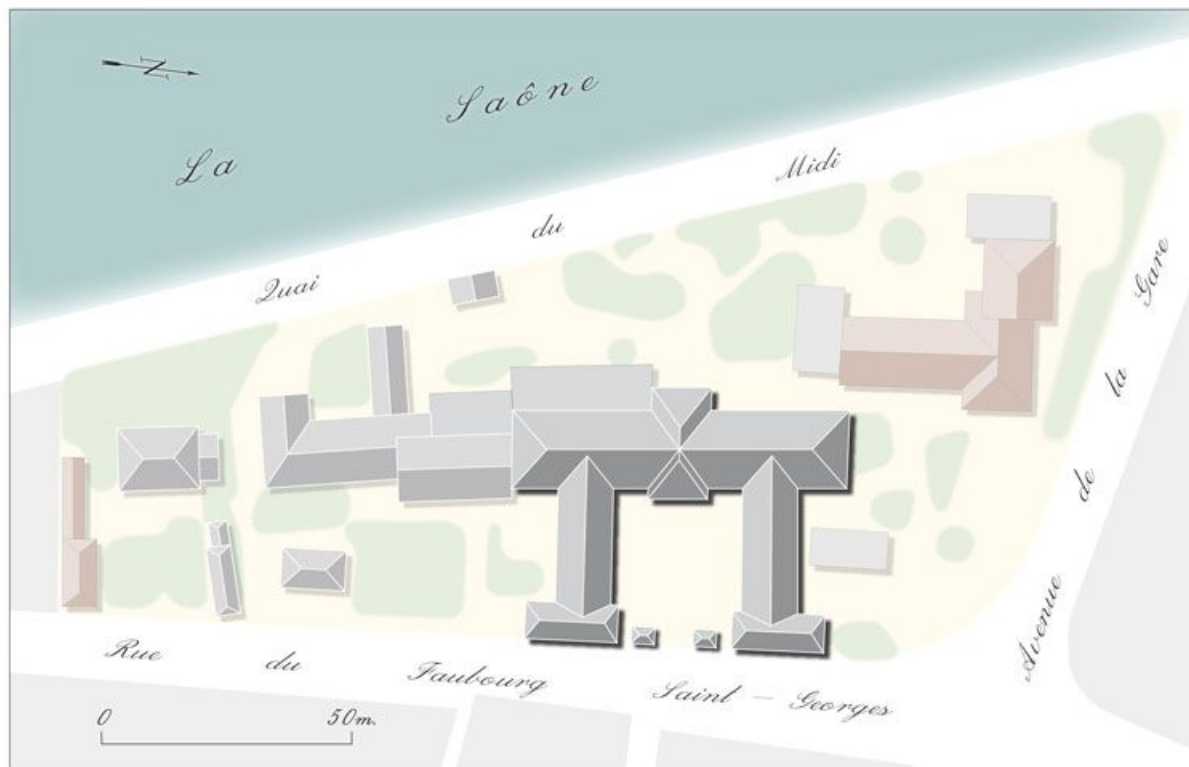 N
La Saône
Quai du Midi
Avenue de la Gare
Rue du Faubourg Saint - Georges
0 50m.